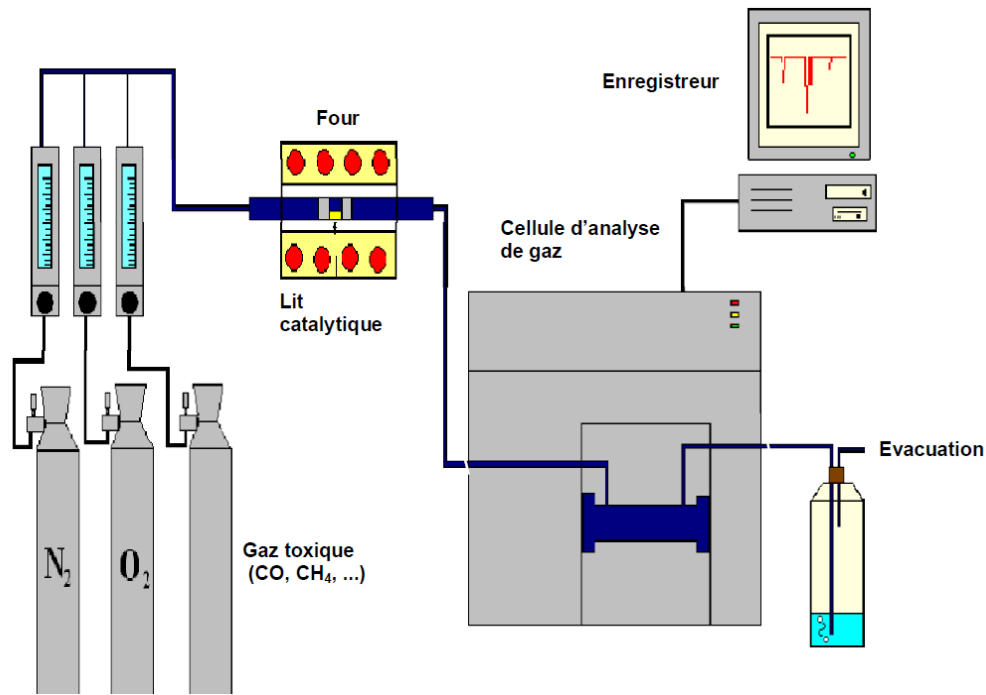 Enregistreur
Four
Cellule d'analyse
de gaz
Lit
catalytique
Evacuation
Gaz toxique
(CO, CH₄, ...)
N₂
O₂